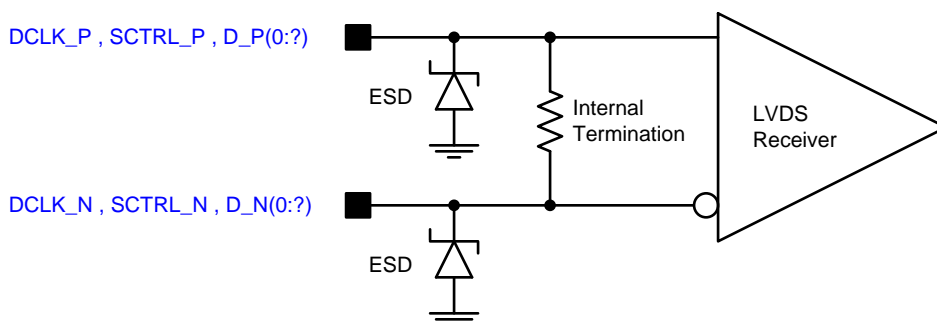 DCLK_P , SCTRL_P , D_P(0:?)
ESD
Internal
Termination
LVDS
Receiver
DCLK_N , SCTRL_N , D_N(0:?)
ESD